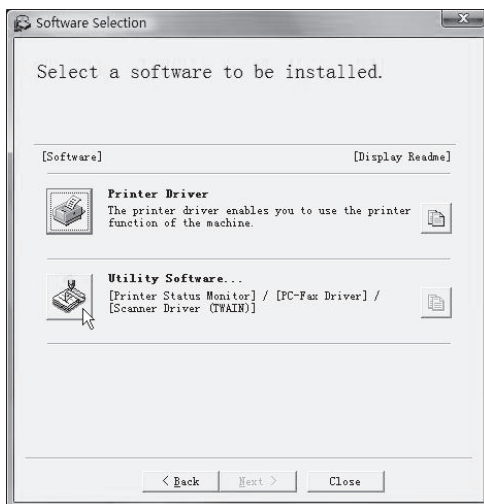 Software Selection
Select a software to be installed.
[Software] [Display Readme]
Printer Driver
The printer driver enables you to use the printer
function of the machine.
Utility Software...
[Printer Status Monitor] / [PC-Fax Driver] /
[Scanner Driver (TWAIN)]
< Back Next > Close